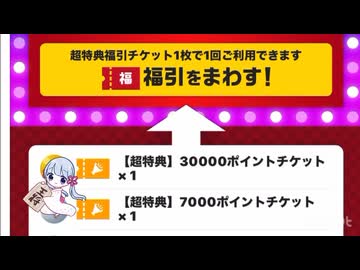 超特典福引チケット1枚で1回ご利用できます
福 福引をまわす!
【超特典】30000ポイントチケット
×1
【超特典】7000ポイントチケット
×1